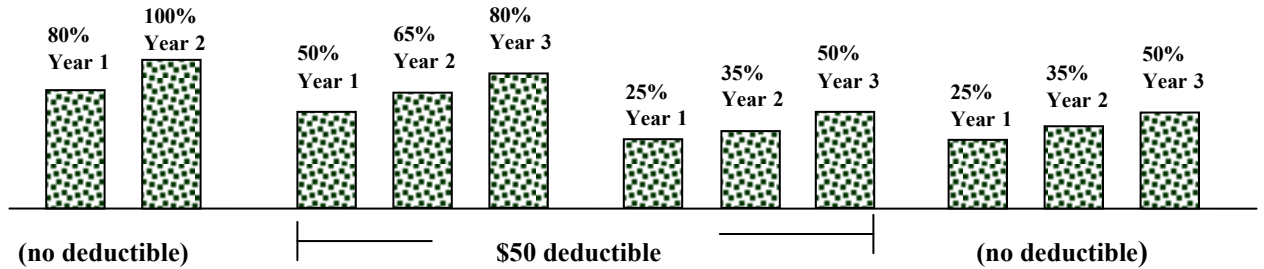 80%
Year 1
100%
Year 2
50%
Year 1
65%
Year 2
80%
Year 3
25%
Year 1
35%
Year 2
50%
Year 3
25%
Year 1
35%
Year 2
50%
Year 3
(no deductible)
$50 deductible
(no deductible)